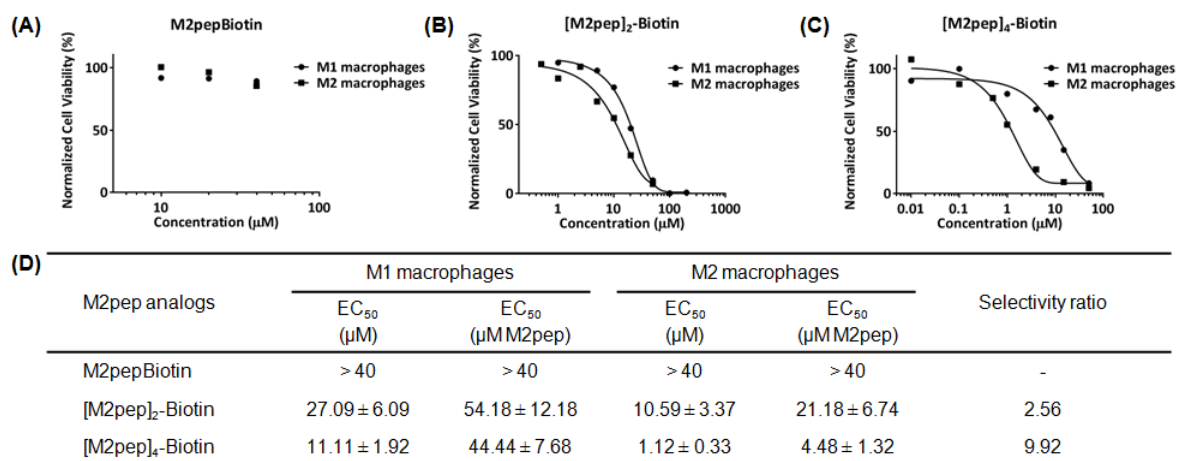 (A)
M2pepBiotin
Normalized Cell Viability (%)
100
50
0
10
100
Concentration (μM)
M1 macrophages
M2 macrophages
(B)
[M2pep]₂-Biotin
Normalized Cell Viability (%)
100
50
0
1
10
100
1000
Concentration (μM)
M1 macrophages
M2 macrophages
(C)
[M2pep]₄-Biotin
Normalized Cell Viability (%)
100
50
0
0.01
0.1
1
10
100
Concentration (μM)
M1 macrophages
M2 macrophages
(D)
M1 macrophages M2 macrophages
M2pep analogs EC₅₀ (μM) EC₅₀ (μM M2pep) EC₅₀ (μM) EC₅₀ (μM M2pep) Selectivity ratio
M2pepBiotin > 40 > 40 > 40 > 40 -
[M2pep]₂-Biotin 27.09 ± 6.09 54.18 ± 12.18 10.59 ± 3.37 21.18 ± 6.74 2.56
[M2pep]₄-Biotin 11.11 ± 1.92 44.44 ± 7.68 1.12 ± 0.33 4.48 ± 1.32 9.92